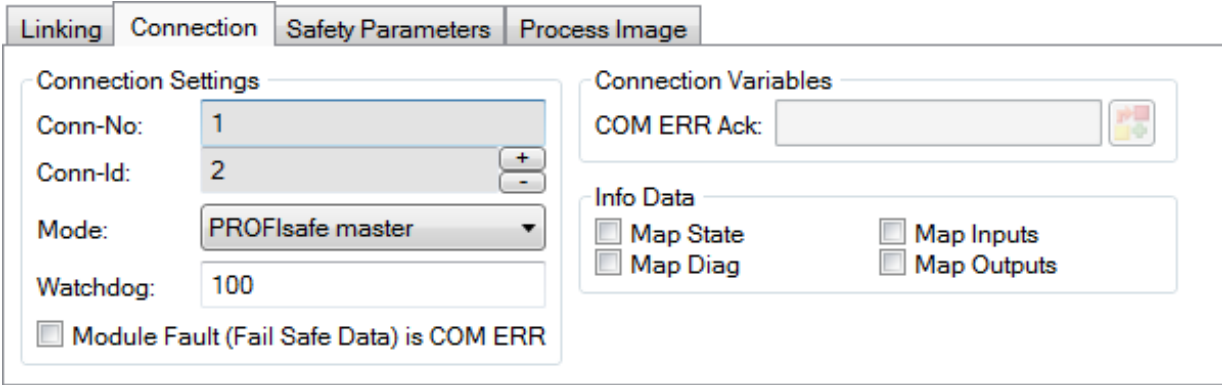 Linking Connection Safety Parameters Process Image
Connection Settings
Conn-No: 1
Conn-Id: 2
+
-
Mode: PROFIsafe master
Watchdog: 100
Module Fault (Fail Safe Data) is COM ERR
Connection Variables
COM ERR Ack:
Info Data
Map State Map Inputs
Map Diag Map Outputs